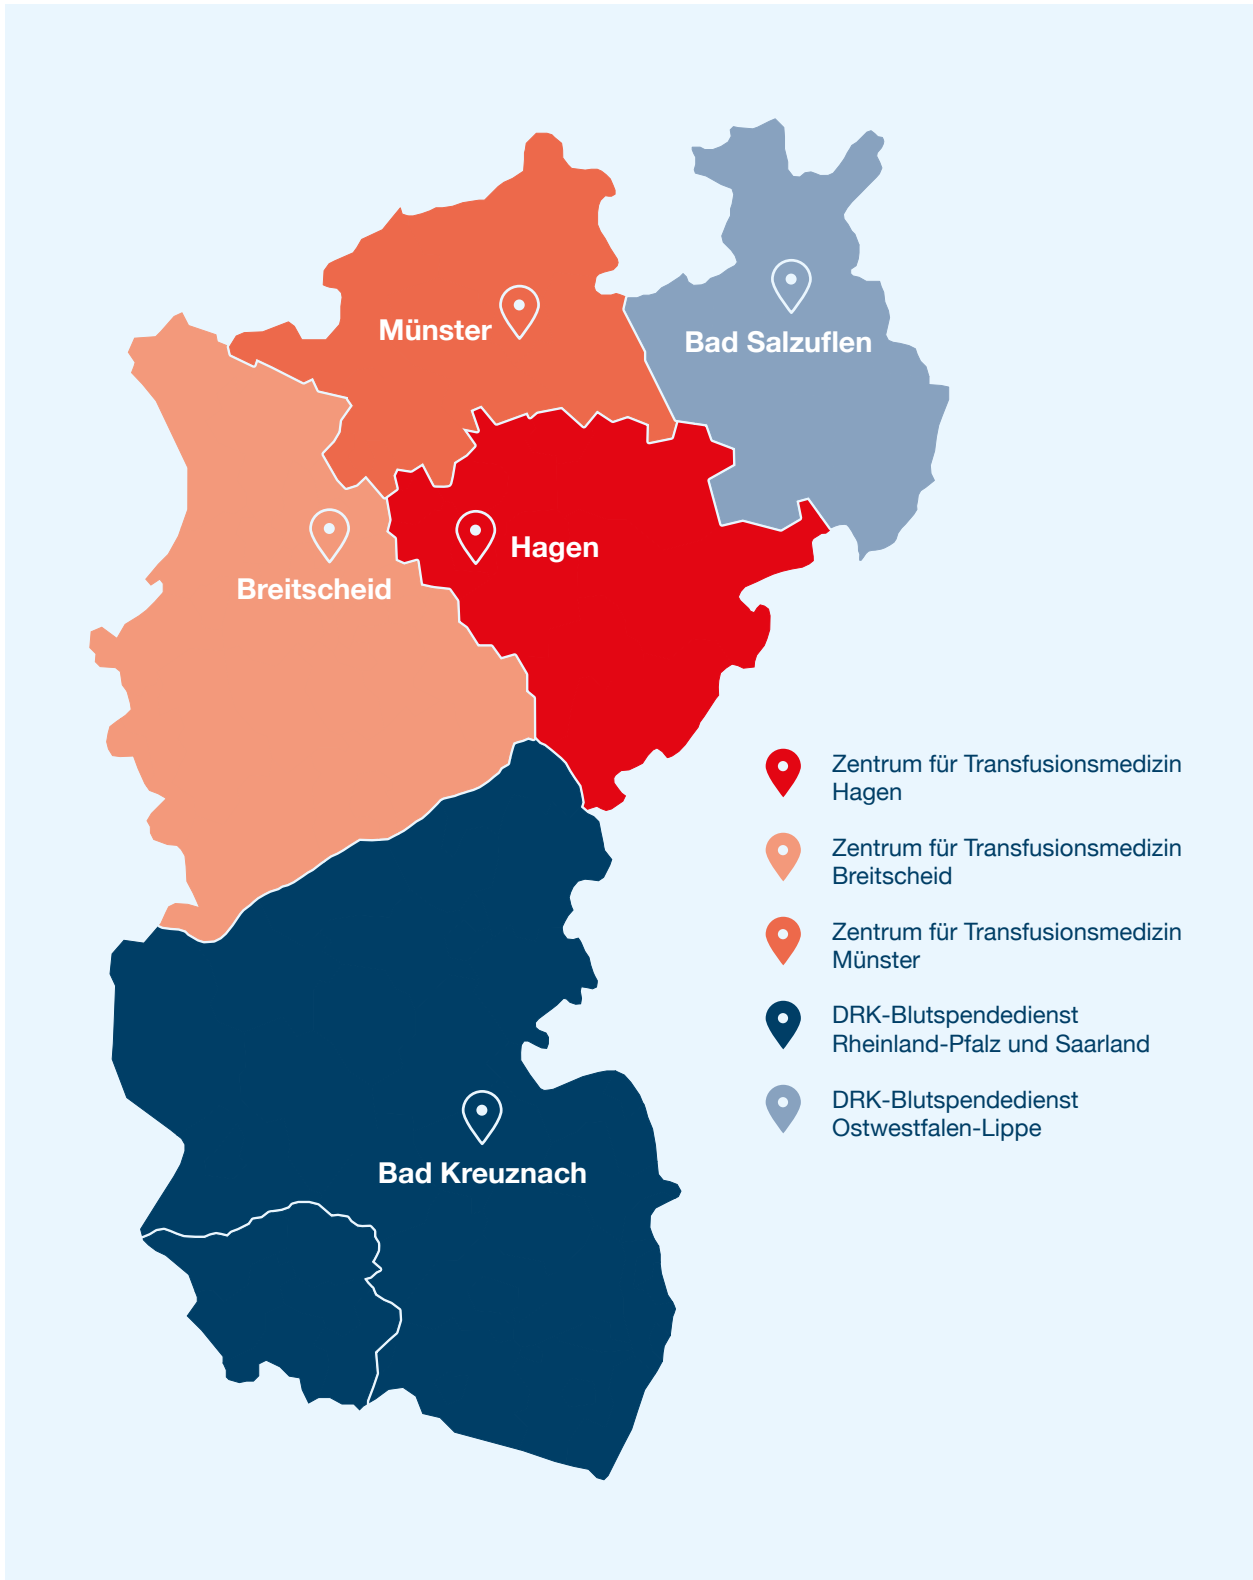 Münster
Bad Salzuflen
Hagen
Breitscheid
Zentrum für Transfusionsmedizin
Hagen
Zentrum für Transfusionsmedizin
Breitscheid
Zentrum für Transfusionsmedizin
Münster
DRK-Blutspendedienst
Rheinland-Pfalz und Saarland
DRK-Blutspendedienst
Ostwestfalen-Lippe
Bad Kreuznach